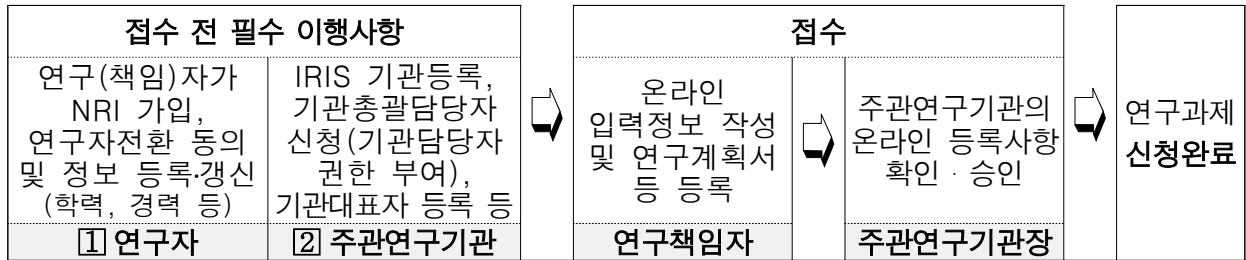 접수 전 필수 이행사항
연구(책임)자가
NRI 가입,
연구자전환 동의
및 정보 등록·갱신
(학력, 경력 등)
1 연구자
IRIS 기관등록,
기관총괄담당자
신청(기관담당자
권한 부여),
기관대표자 등록 등
2 주관연구기관
접수
온라인
입력정보 작성
및 연구계획서
등 등록
연구책임자
주관연구기관의
온라인 등록사항
확인 · 승인
주관연구기관장
연구과제
신청완료